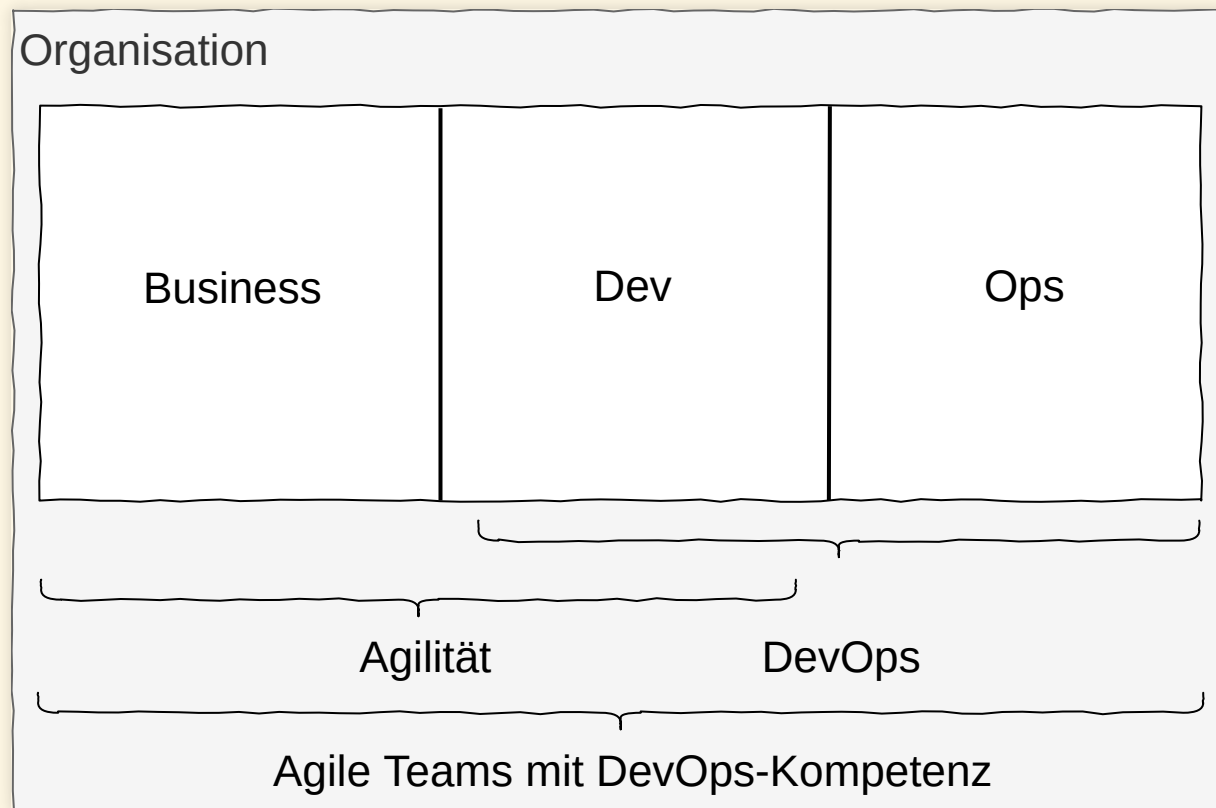 Organisation
Business Dev Ops
Agilität DevOps
Agile Teams mit DevOps-Kompetenz